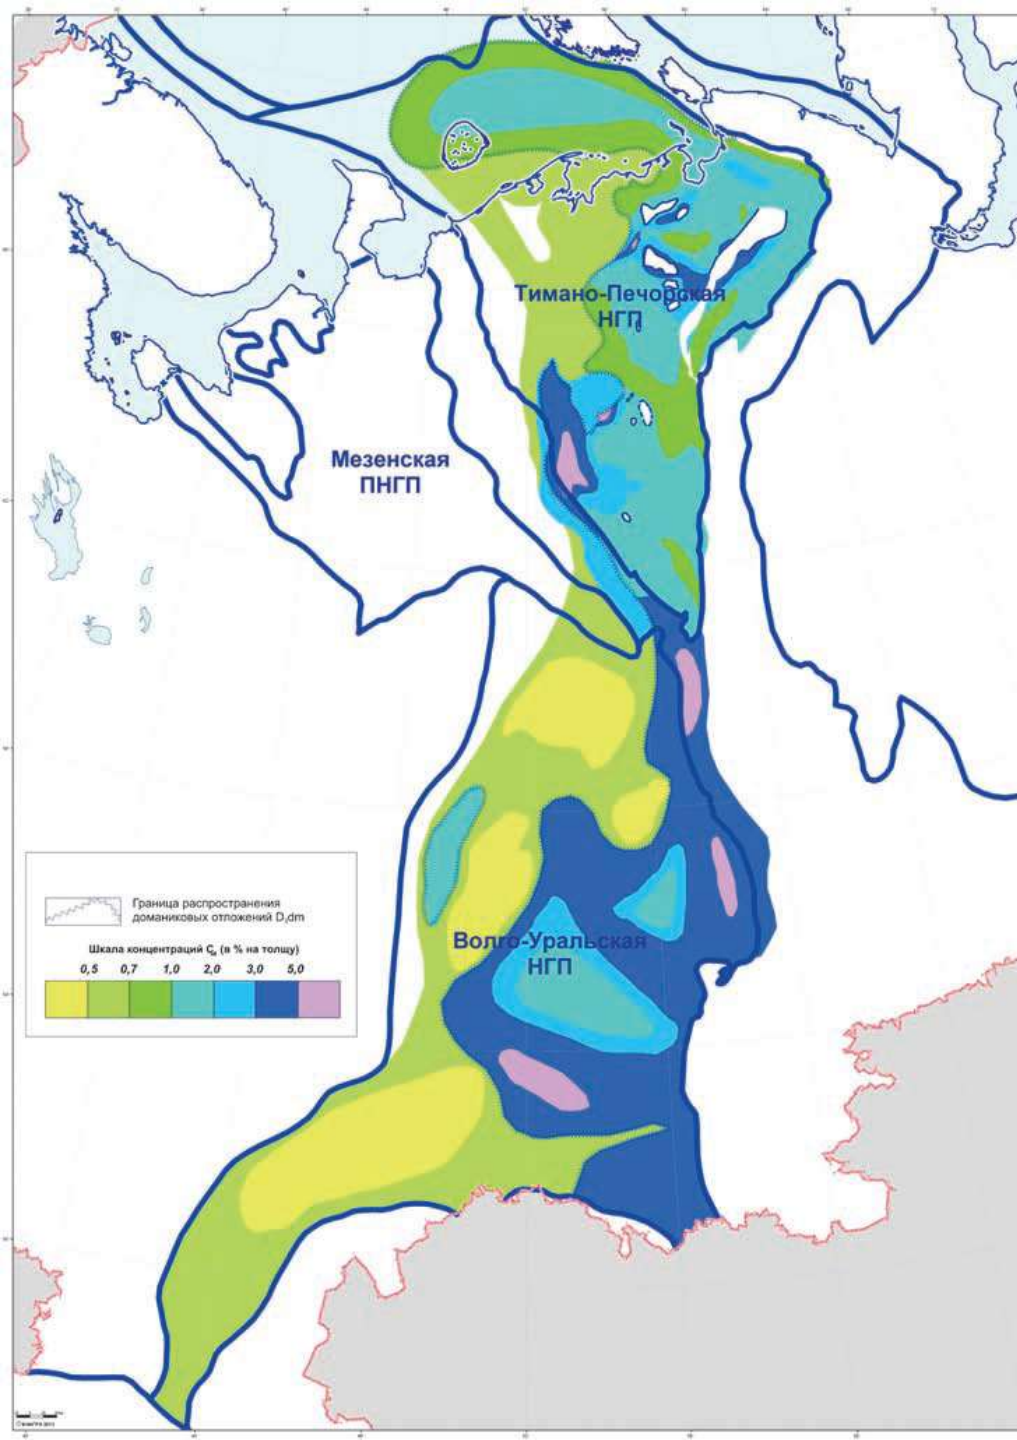 Тимано-Печорская
НГП
Мезенская
ПНГП
Волго-Уральская
НГП
Граница распространения
доманиковых отложений D₃dm
Шкала концентраций Cₒ (в % на толщу)
0,5 0,7 1,0 2,0 3,0 5,0